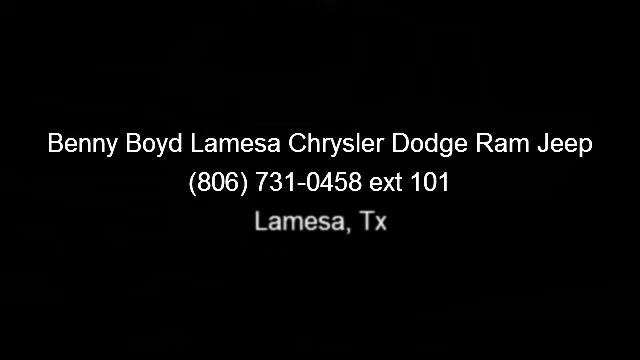 Benny Boyd Lamesa Chrysler Dodge Ram Jeep
(806) 731-0458 ext 101
Lamesa, Tx